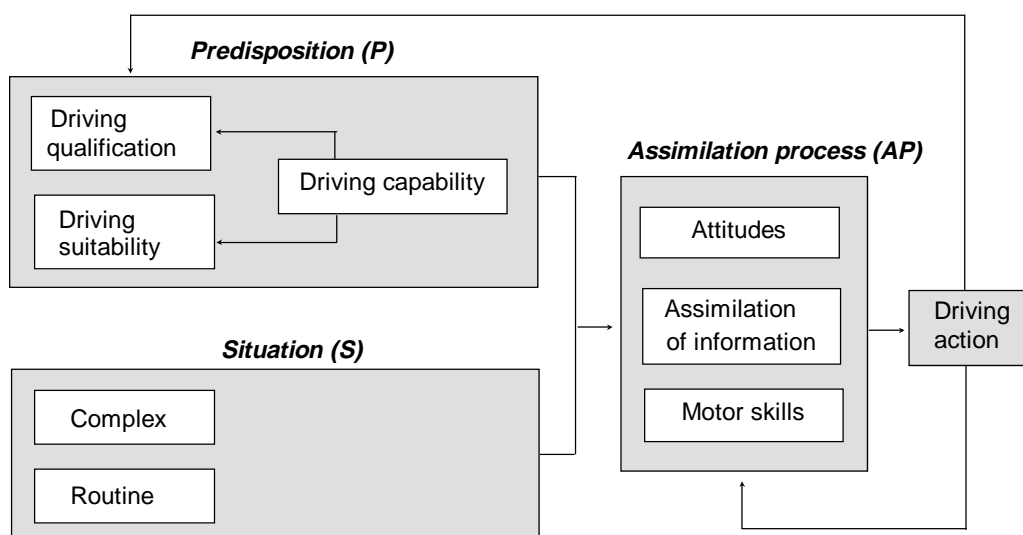 Predisposition (P)
Driving
qualification
Driving capability
Driving
suitability
Situation (S)
Complex
Routine
Assimilation process (AP)
Attitudes
Assimilation
of information
Motor skills
Driving
action